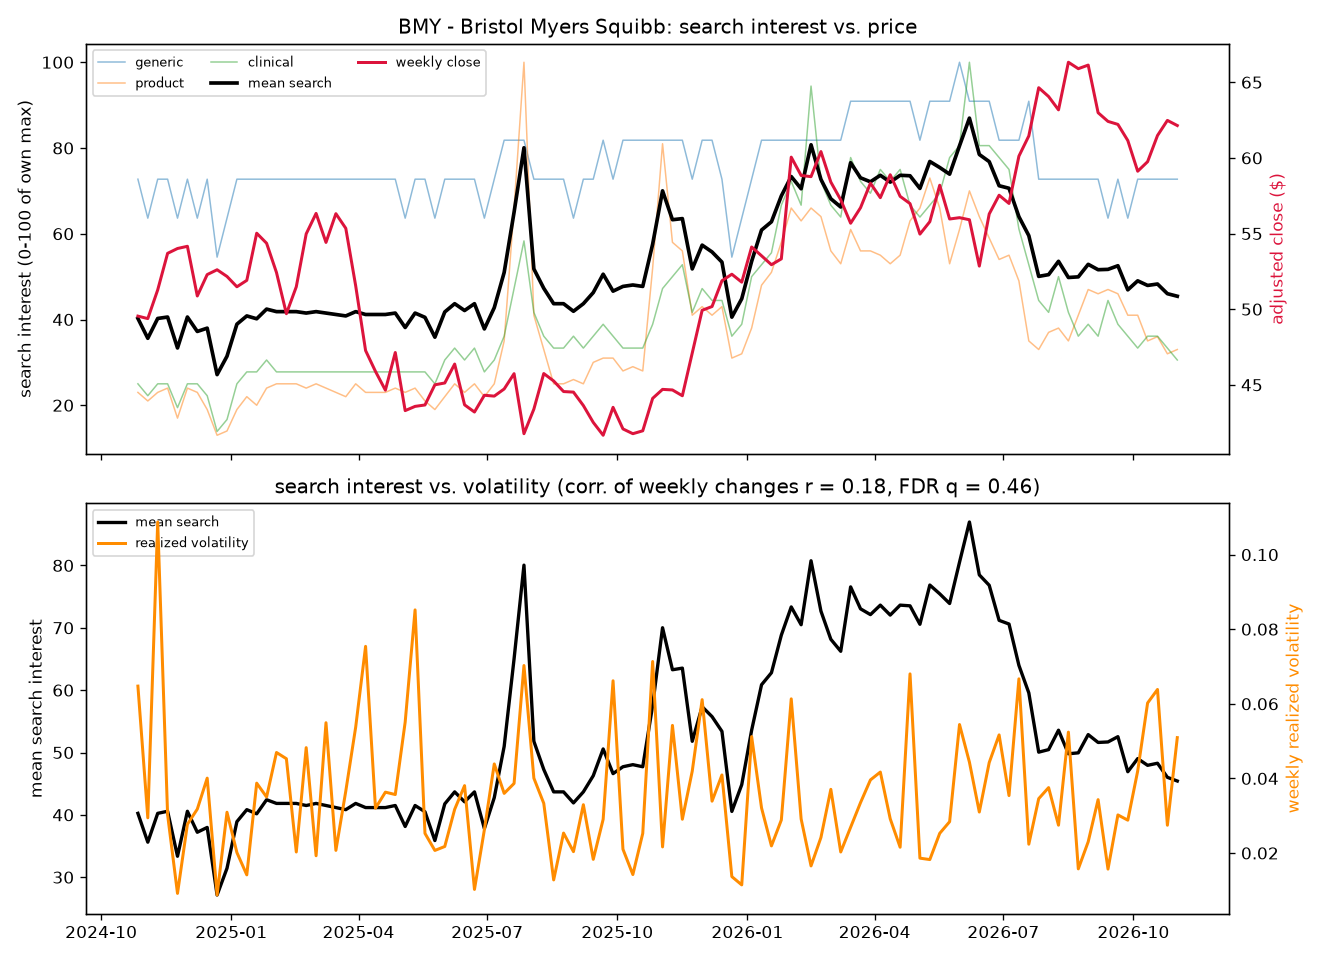 BMY - Bristol Myers Squibb: search interest vs. price
generic
product
clinical
mean search
weekly close
search interest (0-100 of own max)
100
80
60
40
20
adjusted close ($)
65
60
55
50
45
search interest vs. volatility (corr. of weekly changes r = 0.18, FDR q = 0.46)
mean search
realized volatility
mean search interest
80
70
60
50
40
30
weekly realized volatility
0.10
0.08
0.06
0.04
0.02
2024-10 2025-01 2025-04 2025-07 2025-10 2026-01 2026-04 2026-07 2026-10